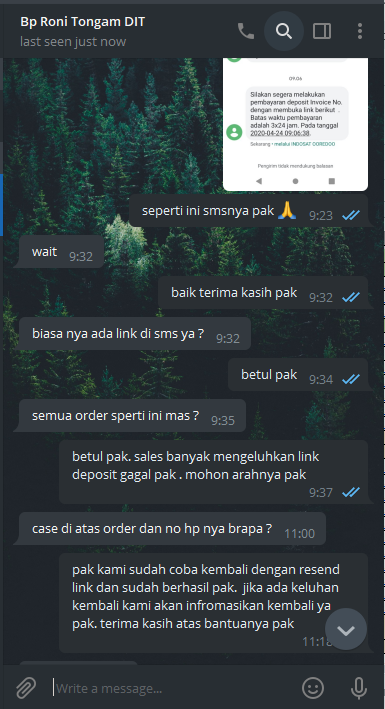 Bp Roni Tongam DIT
last seen just now
09.06
Silakan segera melakukan
pembayaran deposit Invoice No.
dengan membuka link berikut .
Batas waktu pembayaran
adalah 3x24 jam. Pada tanggal
2020-04-24 09:06:38.
Sekarang • melalui INDOSAT OOREDOO
Pengirim tidak mendukung balasan
seperti ini smsnya pak 🙏 9:23
wait 9:32
baik terima kasih pak 9:32
biasa nya ada link di sms ya ? 9:32
betul pak 9:34
semua order sperti ini mas ? 9:35
betul pak. sales banyak mengeluhkan link
deposit gagal pak . mohon arahnya pak
9:37
case di atas order dan no hp nya brapa ? 11:00
pak kami sudah coba kembali dengan resend
link dan sudah berhasil pak. jika ada keluhan
kembali kami akan infromasikan kembali ya
pak. terima kasih atas bantuanya pak
Write a message...